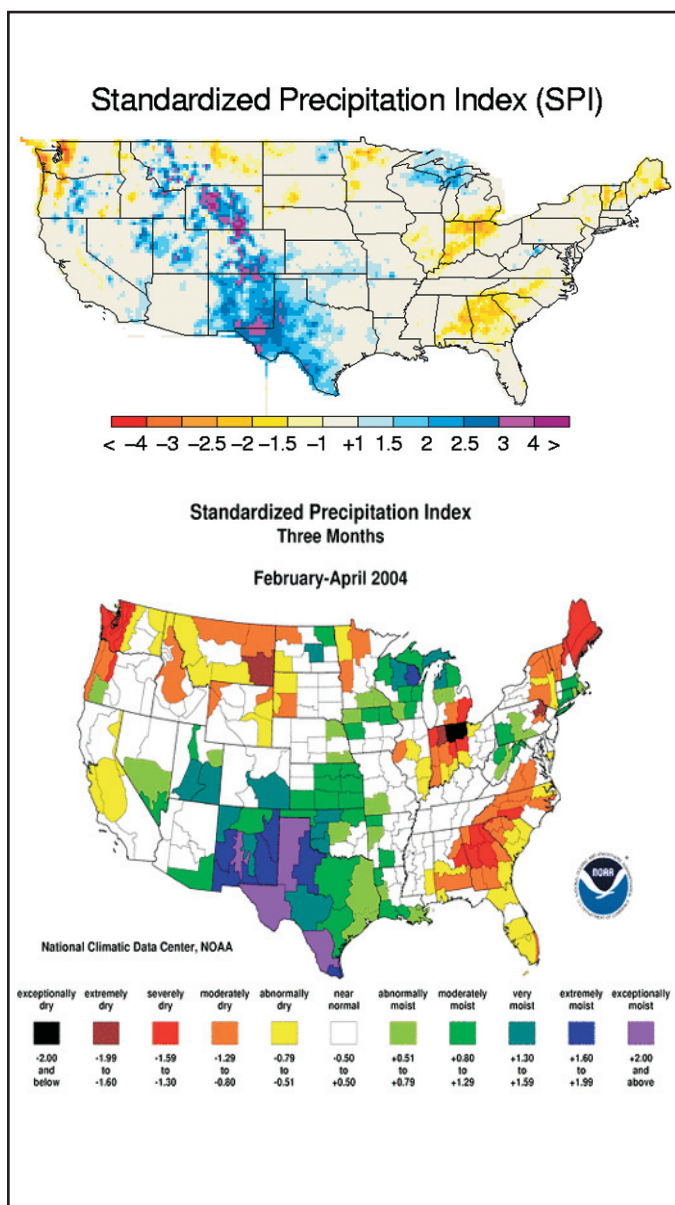 Standardized Precipitation Index (SPI)
< −4 −3 −2.5 −2 −1.5 −1 +1 1.5 2 2.5 3 4 >
Standardized Precipitation Index
Three Months
February-April 2004
NOAA
National Climatic Data Center, NOAA
exceptionally dry extremely dry severely dry moderately dry abnormally dry near normal abnormally moist moderately moist very moist extremely moist exceptionally moist
-2.00 and below -1.99 to -1.60 -1.59 to -1.30 -1.29 to -0.80 -0.79 to -0.51 -0.50 to +0.50 +0.51 to +0.79 +0.80 to +1.29 +1.30 to +1.59 +1.60 to +1.99 +2.00 and above